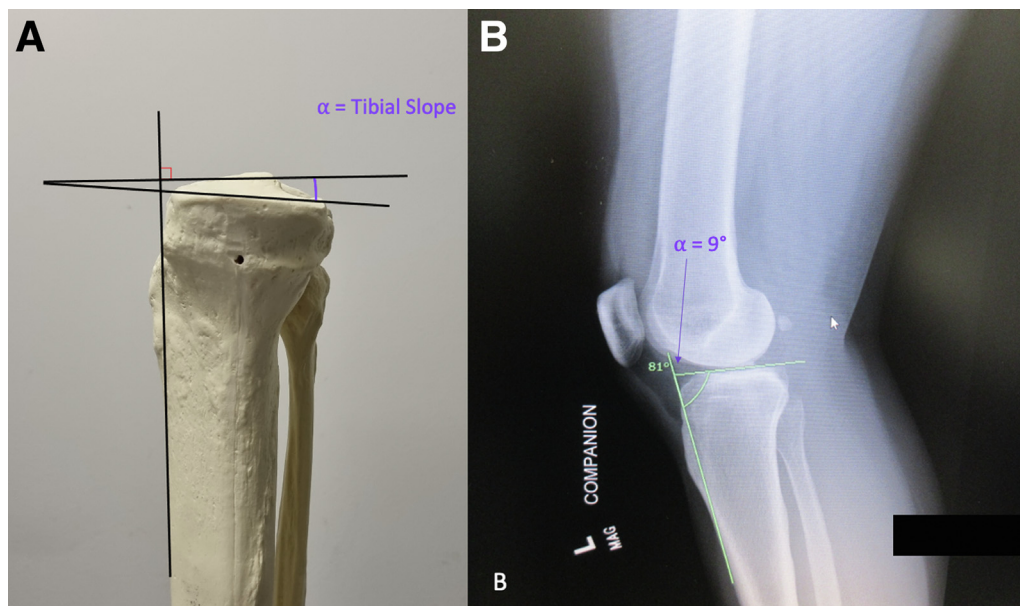 A
α = Tibial Slope
B
α = 9°
81°
COMPANION
L
MAG
B